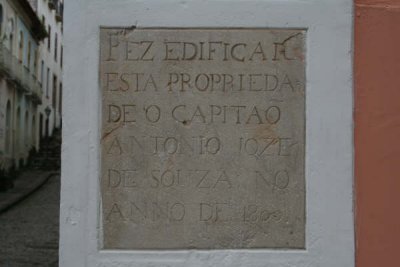 FEZ EDIFICAR
ESTA PROPRIEDA
DE O CAPITAO
ANTONIO JOZE
DE SOUZA NO
ANNO DE